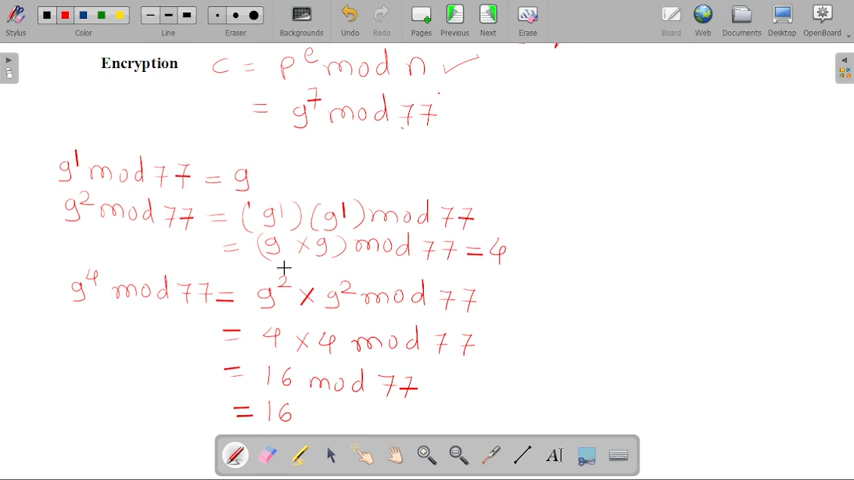 Stylus Color Line Eraser Backgrounds Undo Redo Pages Previous Next Erase Board Web Documents Desktop OpenBoard
Encryption C = P^e mod n ✓
= 9^7 mod 77
9^1 mod 77 = 9
9^2 mod 77 = (9^1)(9^1) mod 77
= (9 × 9) mod 77 = 4
9^4 mod 77 = 9^2 × 9^2 mod 77
= 4 × 4 mod 77
= 16 mod 77
= 16